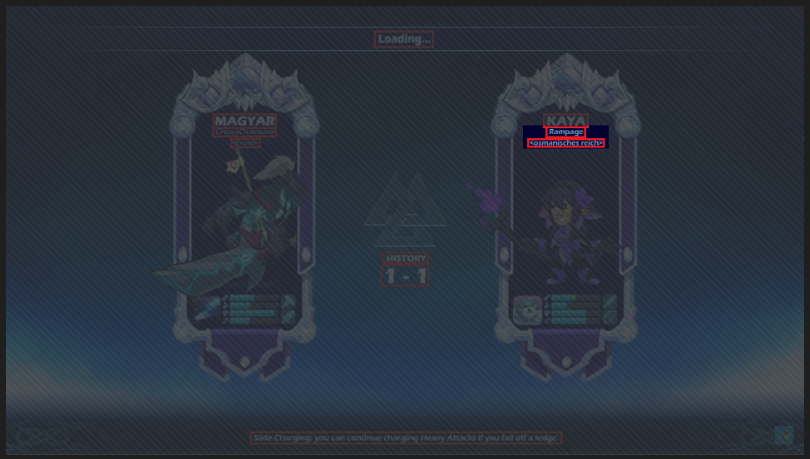 Loading...
MAGYAR
KAYA
Rampage
<osmanisches reich>
HISTORY
1 - 1
Slide Charging: you can continue charging Heavy Attacks if you fall off a ledge.